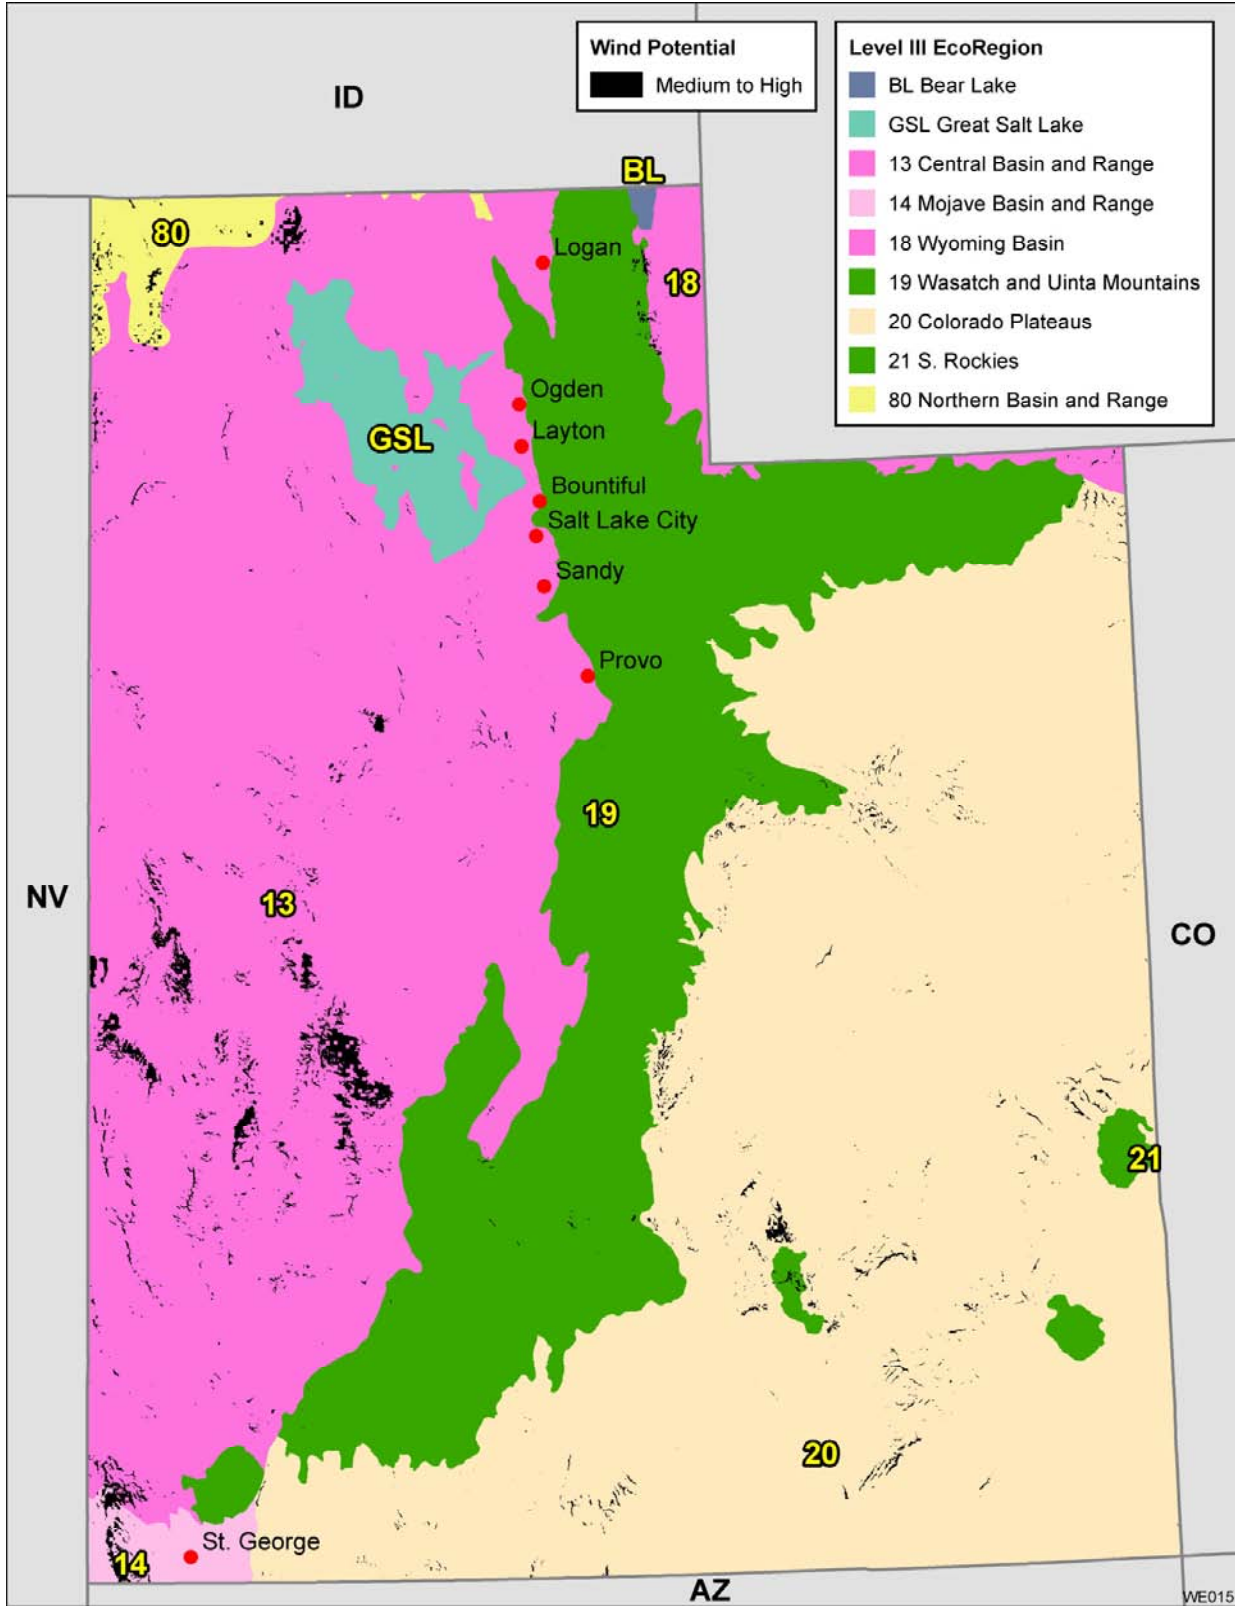 Wind Potential
Medium to High
Level III EcoRegion
BL Bear Lake
GSL Great Salt Lake
13 Central Basin and Range
14 Mojave Basin and Range
18 Wyoming Basin
19 Wasatch and Uinta Mountains
20 Colorado Plateaus
21 S. Rockies
80 Northern Basin and Range
ID
BL
80
Logan
18
Ogden
Layton
GSL
Bountiful
Salt Lake City
Sandy
Provo
19
13
NV
CO
21
20
St. George
14
AZ
WE015